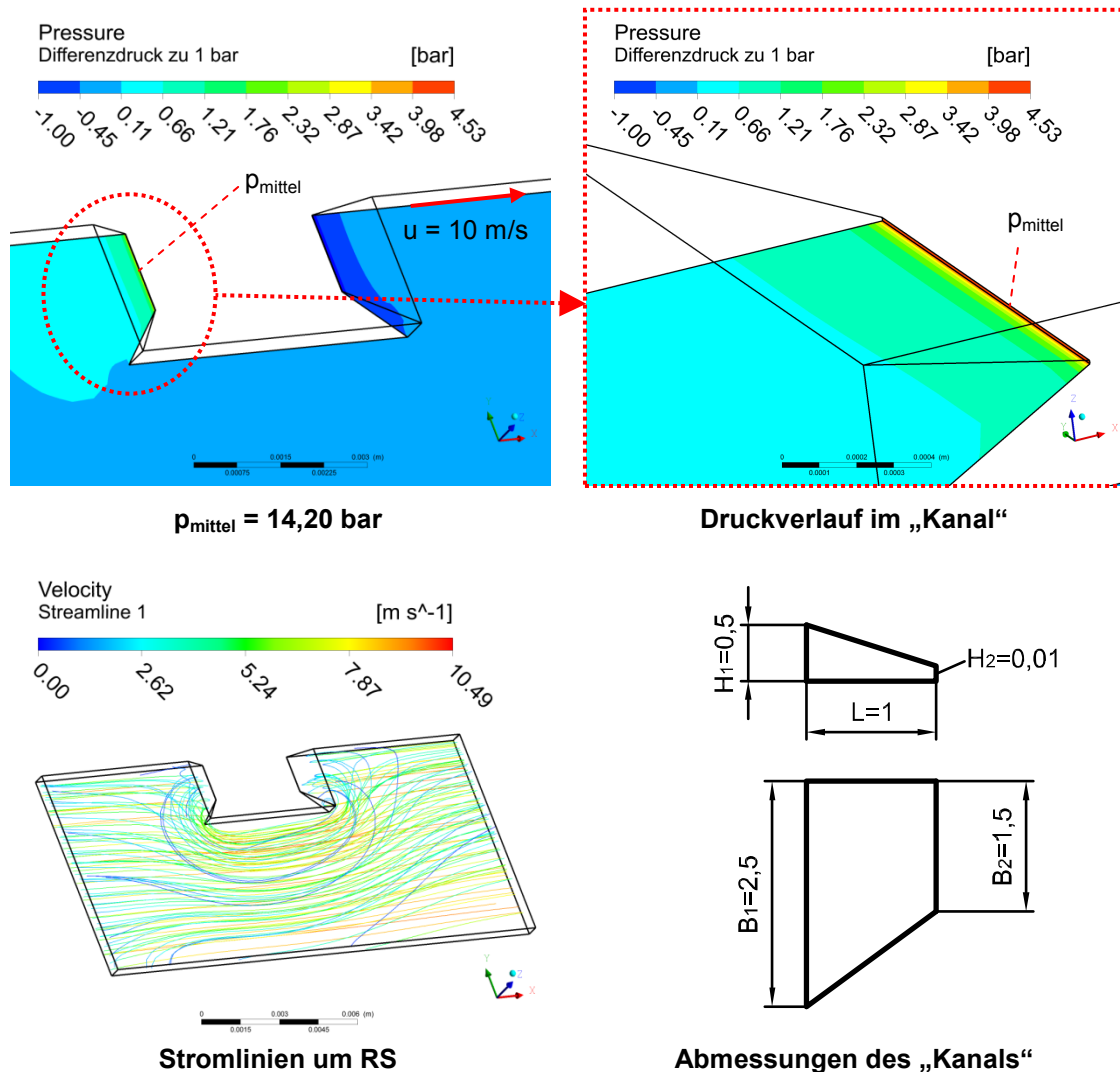 Pressure
Differenzdruck zu 1 bar [bar]
-1.00 -0.45 0.11 0.66 1.21 1.76 2.32 2.87 3.42 3.98 4.53
p_mittel
u = 10 m/s
Y Z X
0 0.0015 0.003 (m)
0.00075 0.00225
p_mittel = 14,20 bar
Pressure
Differenzdruck zu 1 bar [bar]
-1.00 -0.45 0.11 0.66 1.21 1.76 2.32 2.87 3.42 3.98 4.53
p_mittel
Z Y X
0 0.0002 0.0004 (m)
0.0001 0.0003
Druckverlauf im „Kanal“
Velocity
Streamline 1 [m s^-1]
0.00 2.62 5.24 7.87 10.49
Y Z X
0 0.003 0.006 (m)
0.0015 0.0045
Stromlinien um RS
H1=0,5
H2=0,01
L=1
B1=2,5
B2=1,5
Abmessungen des „Kanals“